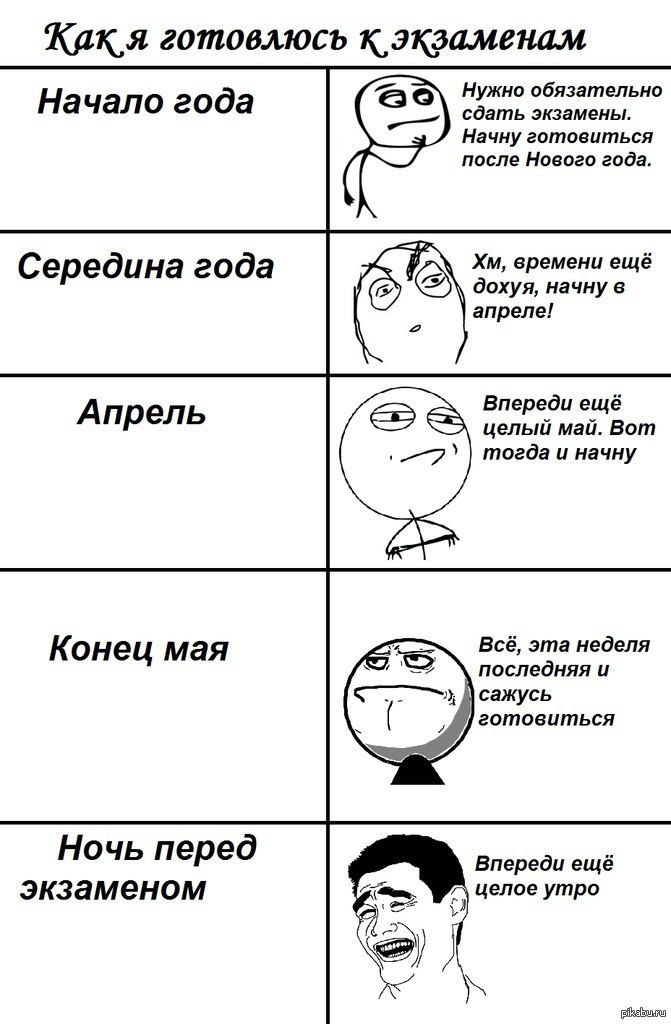 Как я готовлюсь к экзаменам
Начало года
Нужно обязательно
сдать экзамены.
Начну готовиться
после Нового года.
Середина года
Хм, времени ещё
дохуя, начну в
апреле!
Апрель
Впереди ещё
целый май. Вот
тогда и начну
Конец мая
Всё, эта неделя
последняя и
сажусь
готовиться
Ночь перед
экзаменом
Впереди ещё
целое утро
pikabu.ru